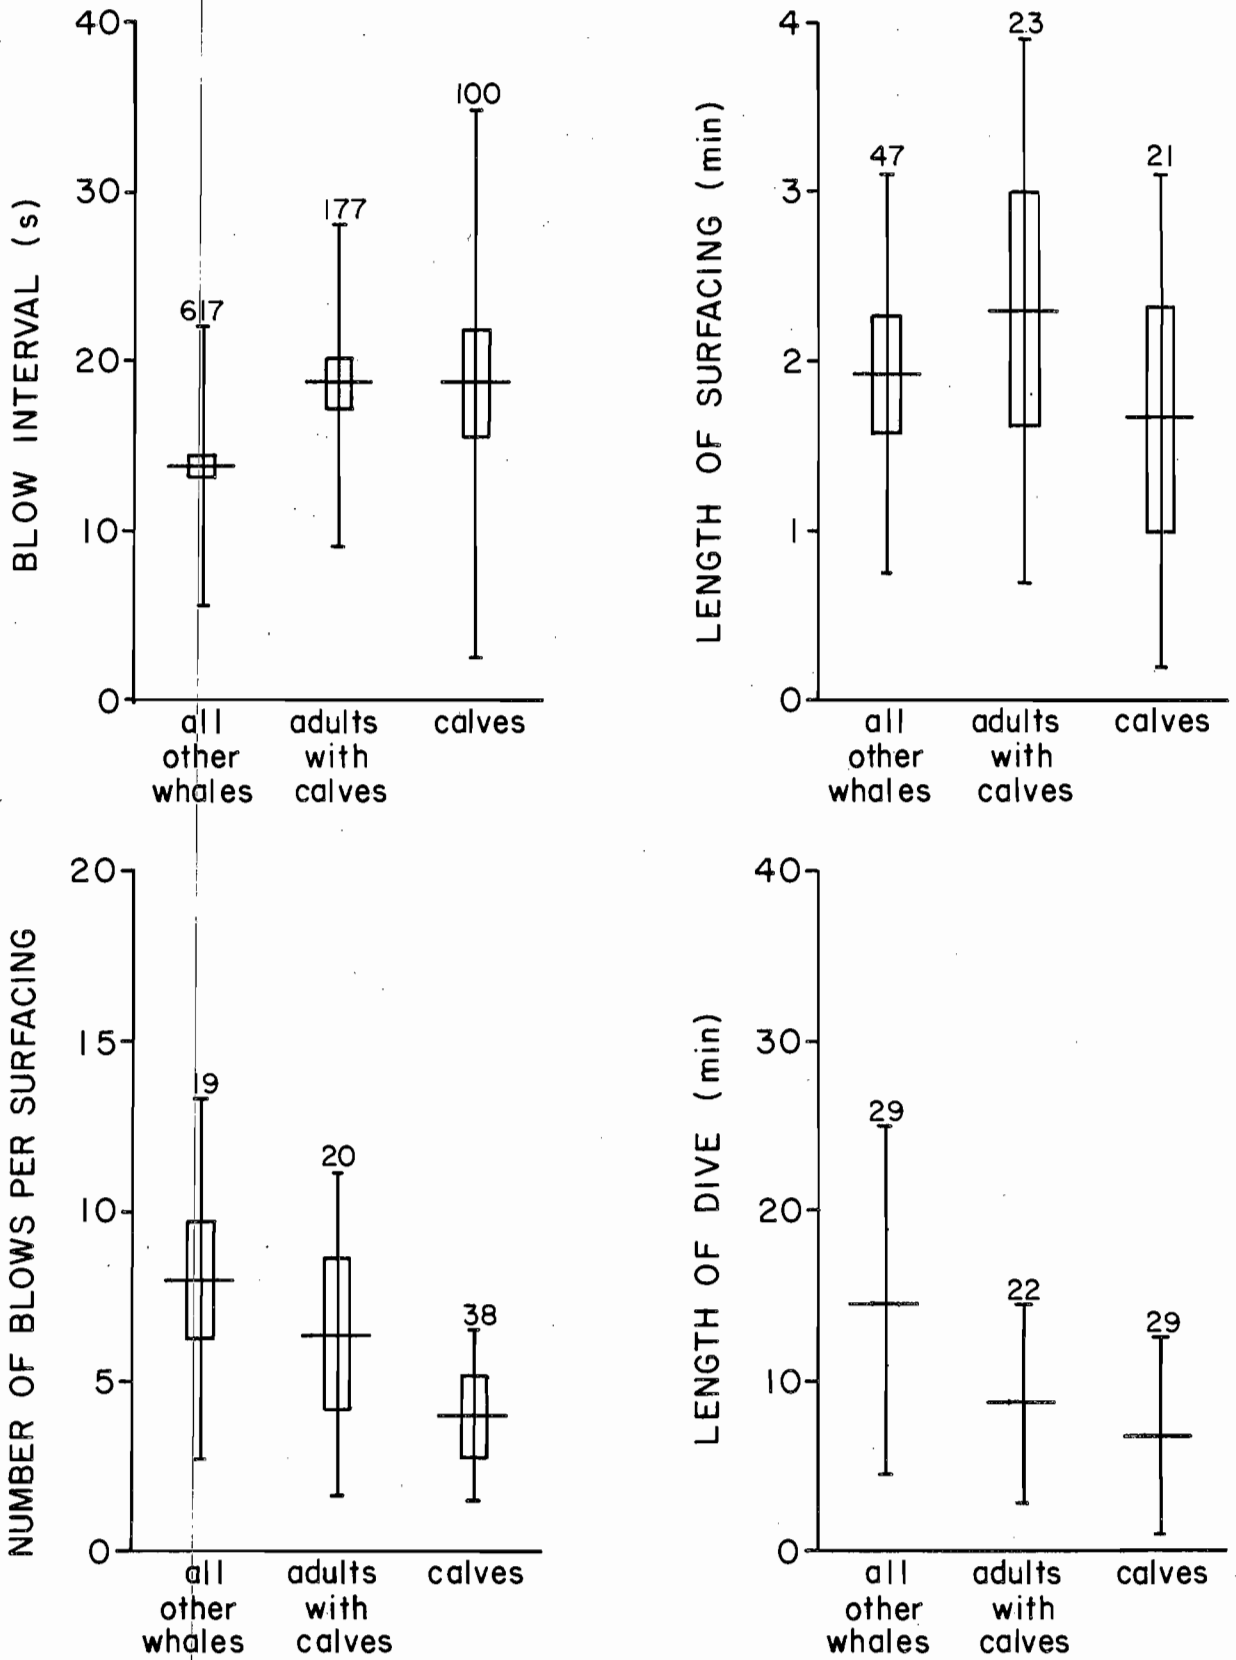 BLOW INTERVAL (s)
40
30
20
10
0
617
177
100
all
other
whales
adults
with
calves
calves
LENGTH OF SURFACING (min)
4
3
2
1
0
47
23
21
all
other
whales
adults
with
calves
calves
NUMBER OF BLOWS PER SURFACING
20
15
10
5
0
19
20
38
all
other
whales
adults
with
calves
calves
LENGTH OF DIVE (min)
40
30
20
10
0
29
22
29
all
other
whales
adults
with
calves
calves